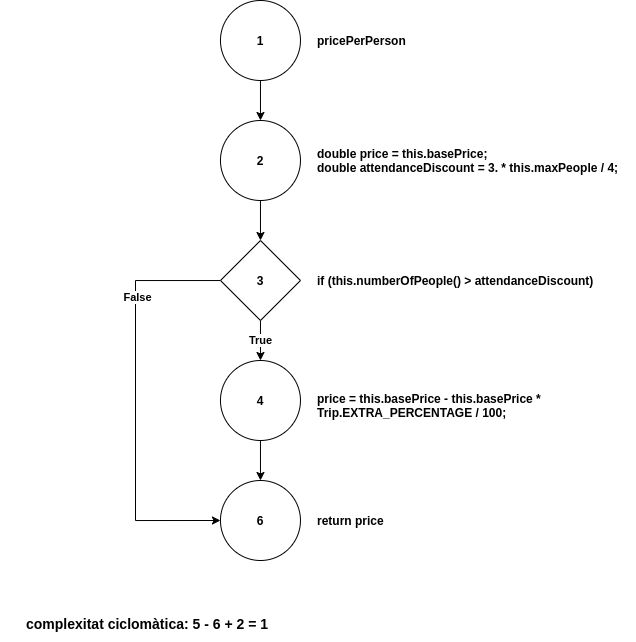 1
pricePerPerson
2
double price = this.basePrice;
double attendanceDiscount = 3. * this.maxPeople / 4;
3
if (this.numberOfPeople() > attendanceDiscount)
False
True
4
price = this.basePrice - this.basePrice *
Trip.EXTRA_PERCENTAGE / 100;
6
return price
complexitat ciclomàtica: 5 - 6 + 2 = 1